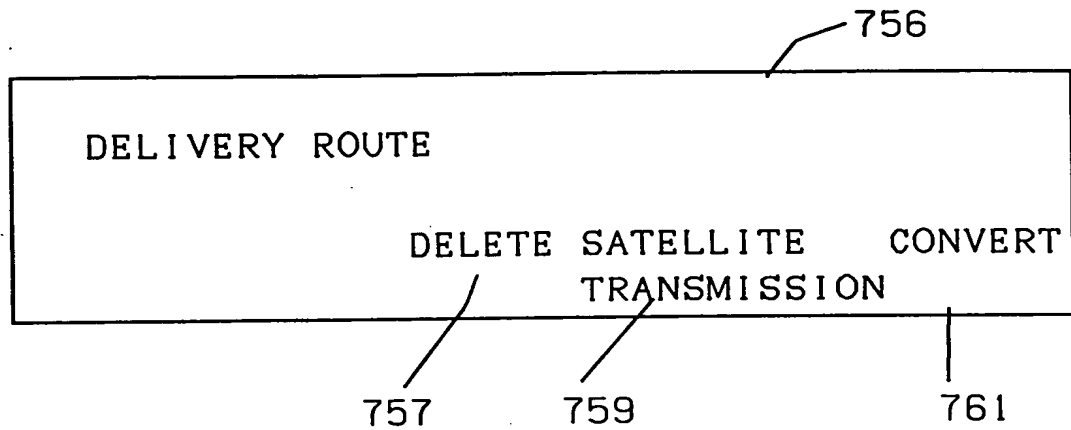 756
DELIVERY ROUTE
DELETE SATELLITE CONVERT
TRANSMISSION
757 759 761